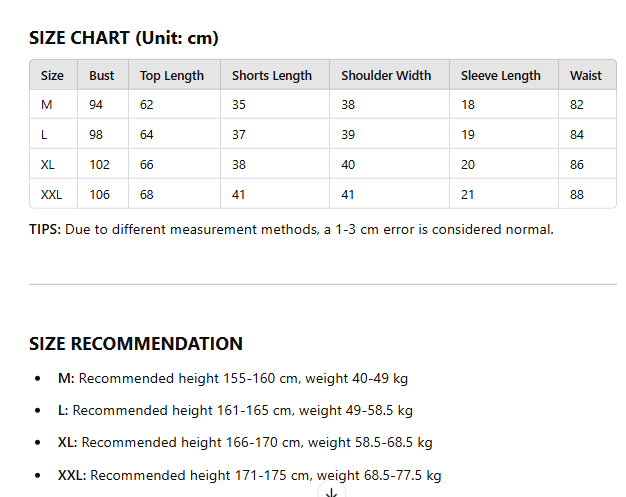 SIZE CHART (Unit: cm)
Size Bust Top Length Shorts Length Shoulder Width Sleeve Length Waist
M 94 62 35 38 18 82
L 98 64 37 39 19 84
XL 102 66 38 40 20 86
XXL 106 68 41 41 21 88
TIPS: Due to different measurement methods, a 1-3 cm error is considered normal.
SIZE RECOMMENDATION
• M: Recommended height 155-160 cm, weight 40-49 kg
• L: Recommended height 161-165 cm, weight 49-58.5 kg
• XL: Recommended height 166-170 cm, weight 58.5-68.5 kg
• XXL: Recommended height 171-175 cm, weight 68.5-77.5 kg